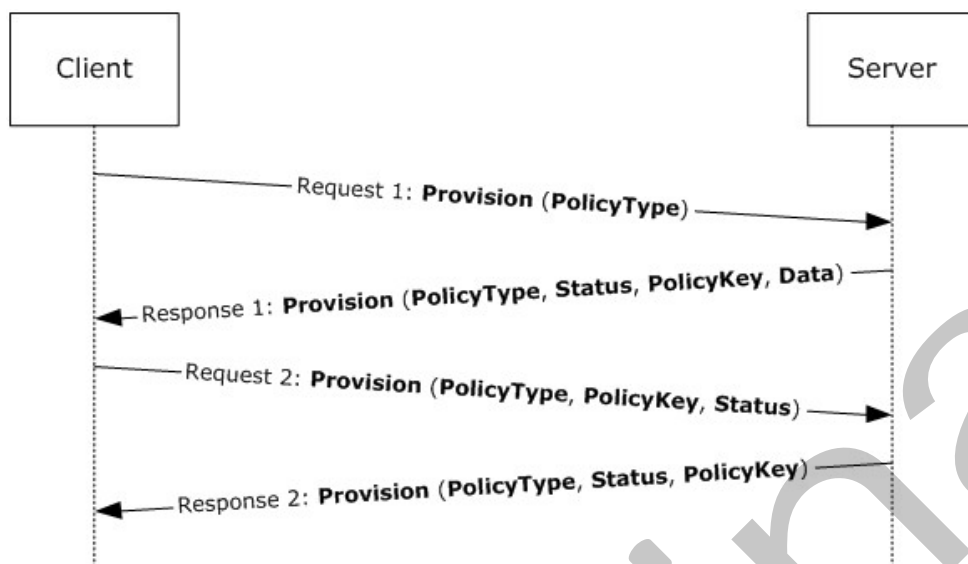 Client
Server
Request 1: Provision (PolicyType)
Response 1: Provision (PolicyType, Status, PolicyKey, Data)
Request 2: Provision (PolicyType, PolicyKey, Status)
Response 2: Provision (PolicyType, Status, PolicyKey)